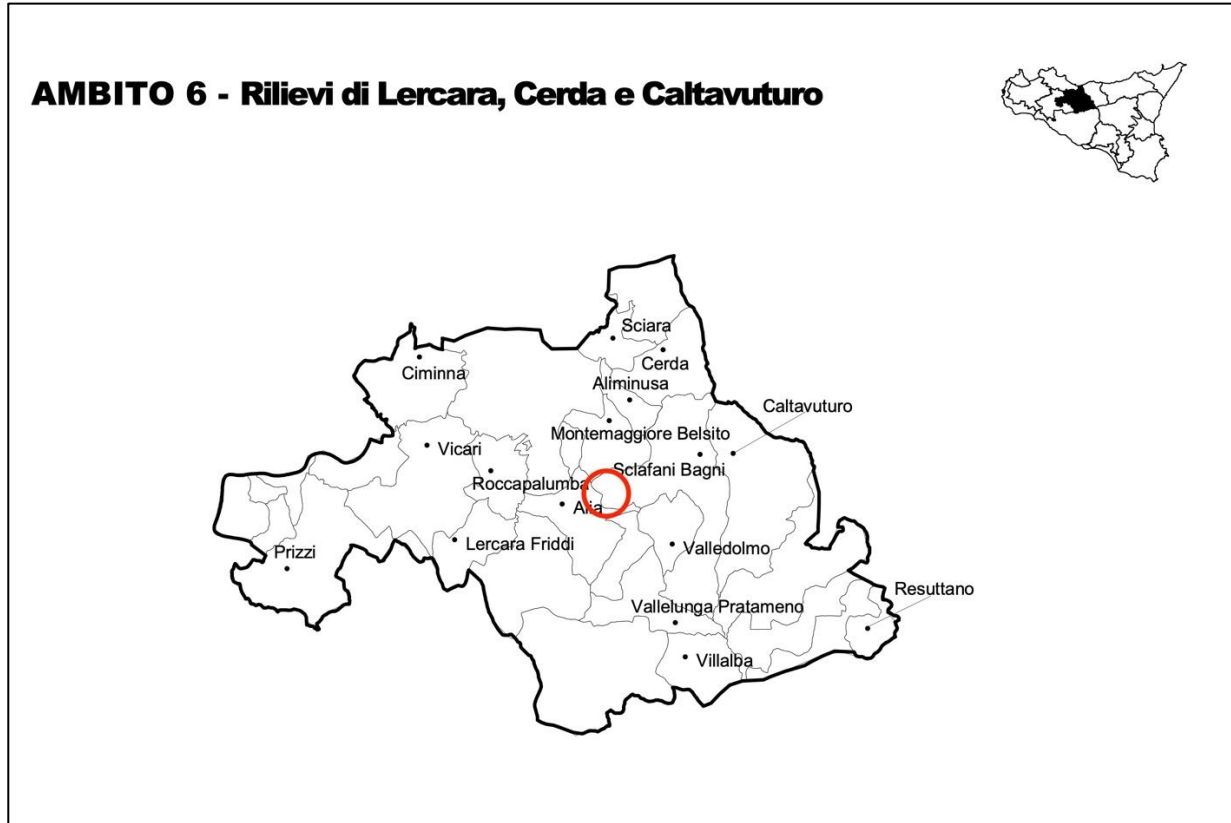 AMBITO 6 - Rilievi di Lercara, Cerda e Caltavuturo
Sciara
Cerda
Ciminna
Aliminusa
Caltavuturo
Montemaggiore Belsito
Vicari
Sclafani Bagni
Roccapalumba
Alia
Lercara Friddi
Valledolmo
Prizzi
Resuttano
Vallelunga Pratameno
Villalba